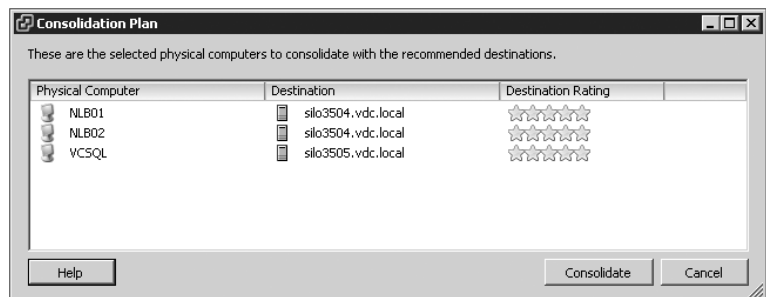 Consolidation Plan
These are the selected physical computers to consolidate with the recommended destinations.
Physical Computer Destination Destination Rating
NLB01 silo3504.vdc.local
NLB02 silo3504.vdc.local
VCSQL silo3505.vdc.local
Help Consolidate Cancel